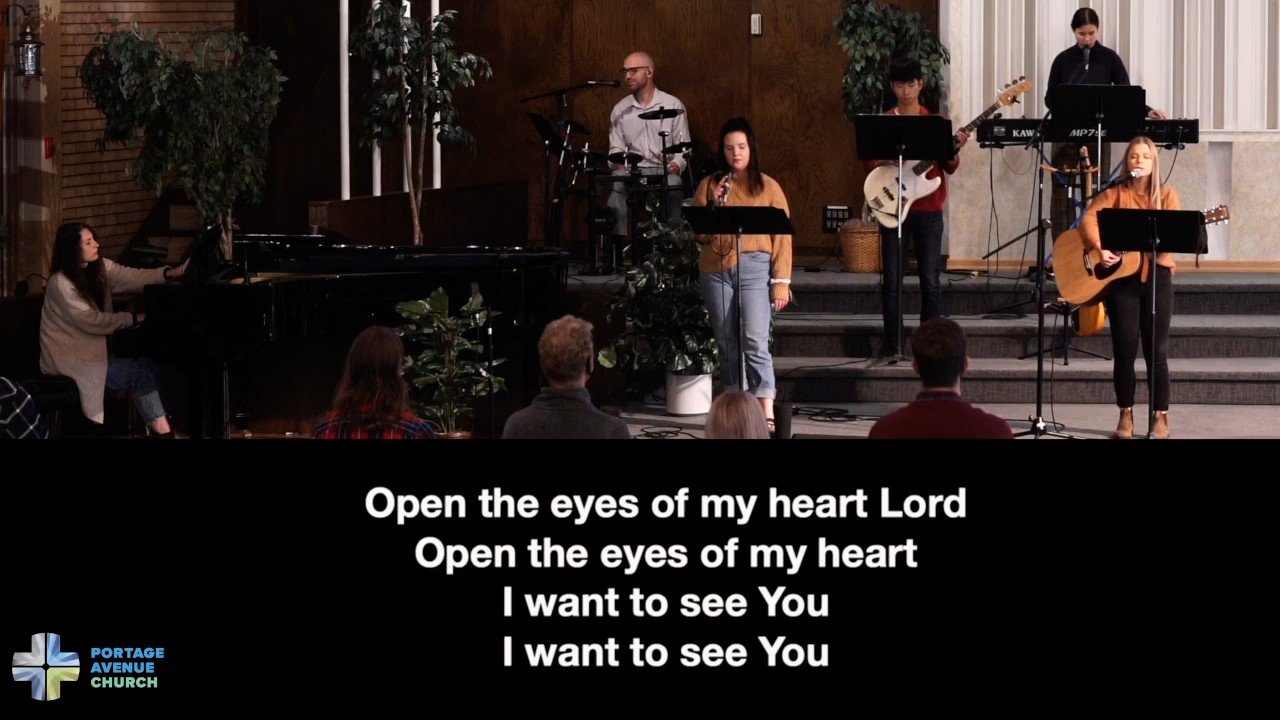 KAW
MP7SE
Open the eyes of my heart Lord
Open the eyes of my heart
I want to see You
I want to see You
PORTAGE
AVENUE
CHURCH